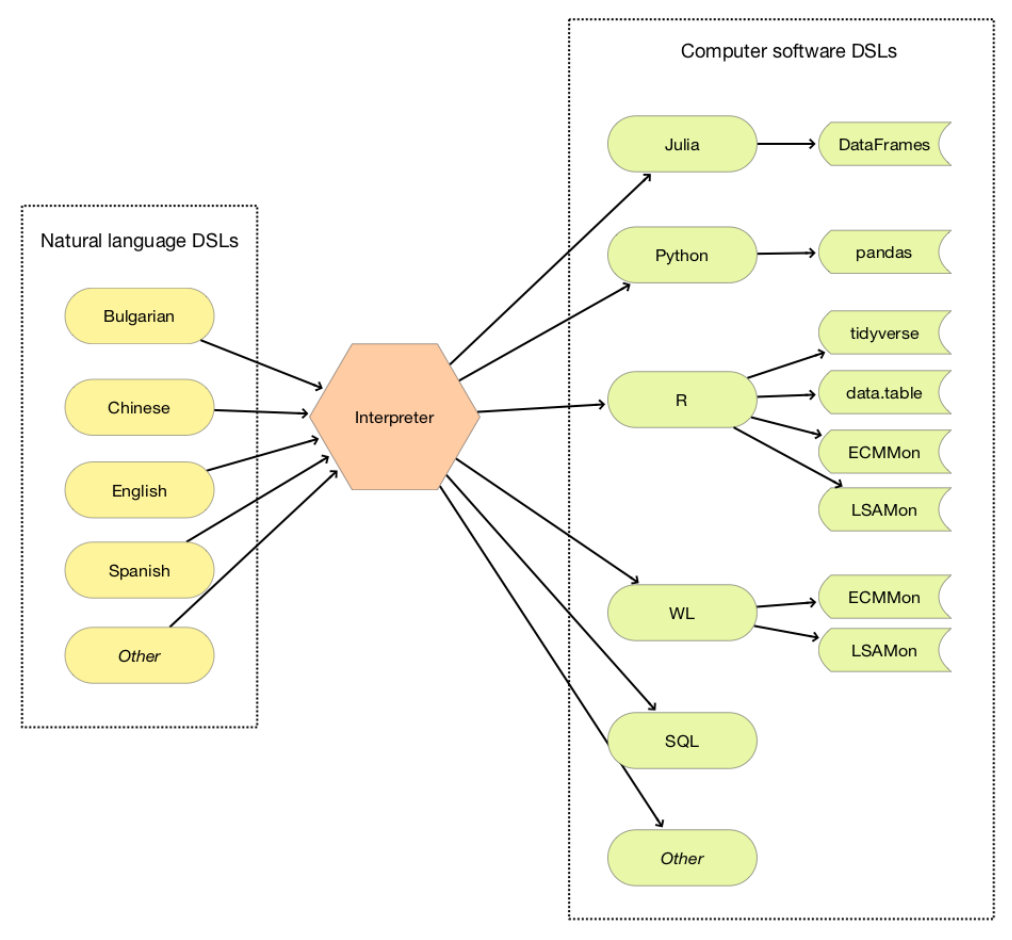 Natural language DSLs
Bulgarian
Chinese
English
Spanish
Other
Interpreter
Computer software DSLs
Julia
DataFrames
Python
pandas
R
tidyverse
data.table
ECMMon
LSAMon
WL
ECMMon
LSAMon
SQL
Other